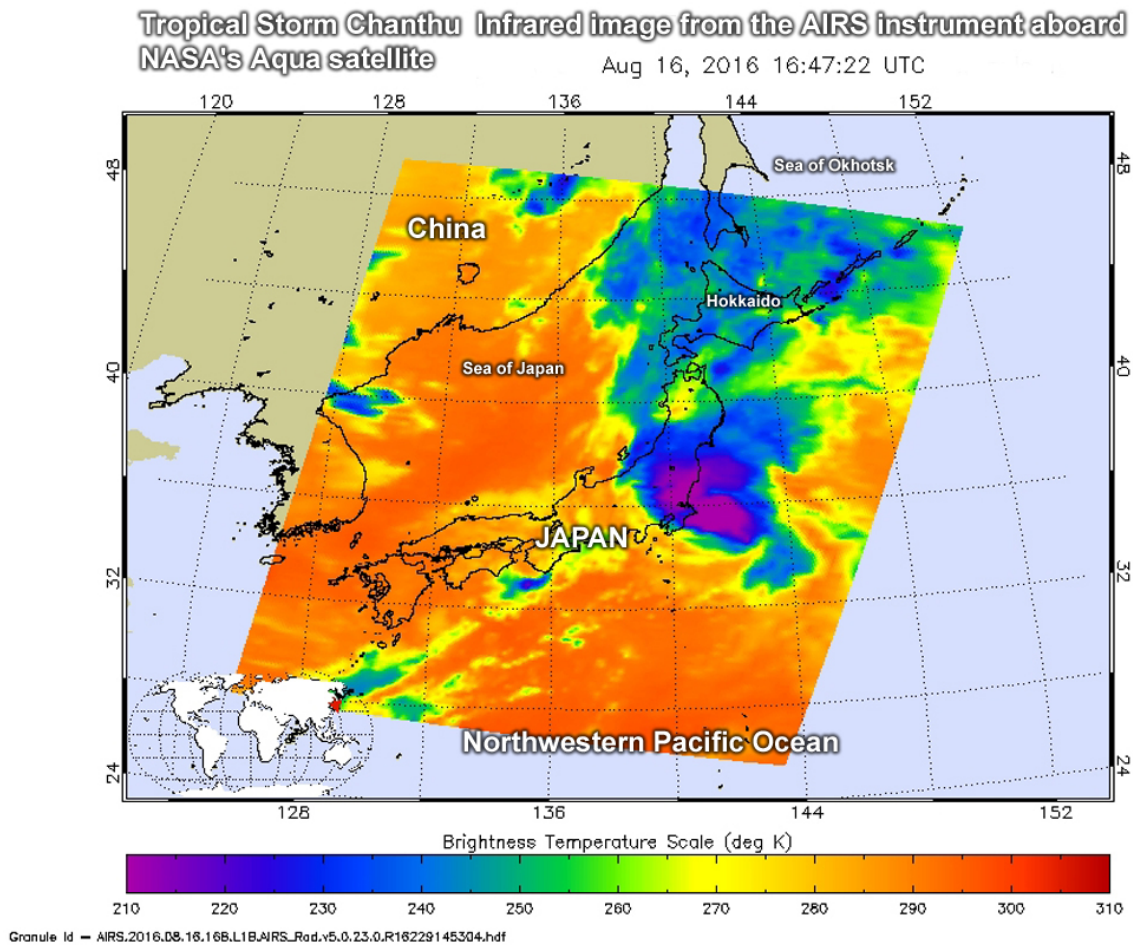 Tropical Storm Chanthu Infrared image from the AIRS instrument aboard
NASA's Aqua satellite
Aug 16, 2016 16:47:22 UTC
120 128 136 144 152
48 48
Sea of Okhotsk
China
Hokkaido
Sea of Japan
40 40
JAPAN
32 32
Northwestern Pacific Ocean
24 24
128 136 144 152
Brightness Temperature Scale (deg K)
210 220 230 240 250 260 270 280 290 300 310
Granule Id – AIRS.2016.08.16.168.L1B.AIRS_Rad.v5.0.23.0.R16229145304.hdf